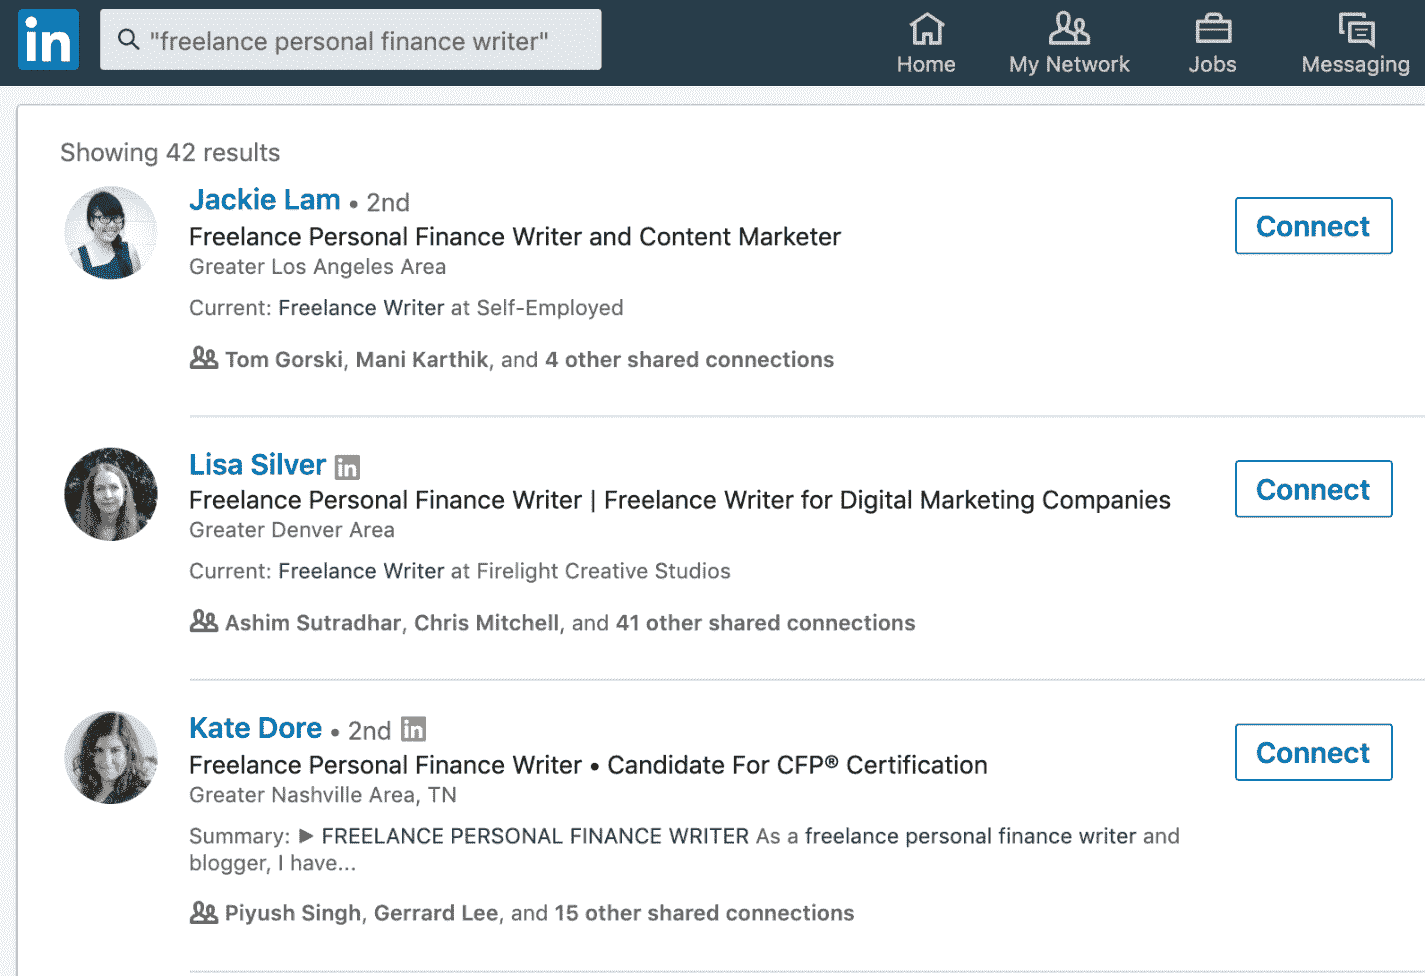 in
"freelance personal finance writer"
Home
My Network
Jobs
Messaging
Showing 42 results
Jackie Lam • 2nd
Freelance Personal Finance Writer and Content Marketer
Greater Los Angeles Area
Current: Freelance Writer at Self-Employed
Tom Gorski, Mani Karthik, and 4 other shared connections
Connect
Lisa Silver in
Freelance Personal Finance Writer | Freelance Writer for Digital Marketing Companies
Greater Denver Area
Current: Freelance Writer at Firelight Creative Studios
Ashim Sutradhar, Chris Mitchell, and 41 other shared connections
Connect
Kate Dore • 2nd in
Freelance Personal Finance Writer • Candidate For CFP® Certification
Greater Nashville Area, TN
Summary: ► FREELANCE PERSONAL FINANCE WRITER As a freelance personal finance writer and
blogger, I have...
Piyush Singh, Gerrard Lee, and 15 other shared connections
Connect